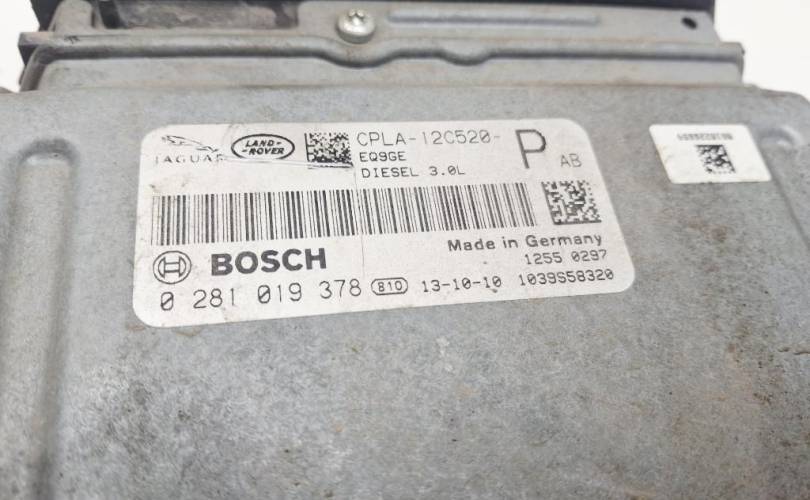 JAGUAR LAND-ROVER CPLA-12C520- P AB
EQ9GE
DIESEL 3.0L
Made in Germany
BOSCH 1255 0297
0 281 019 378 B10 13-10-10 1039S58320